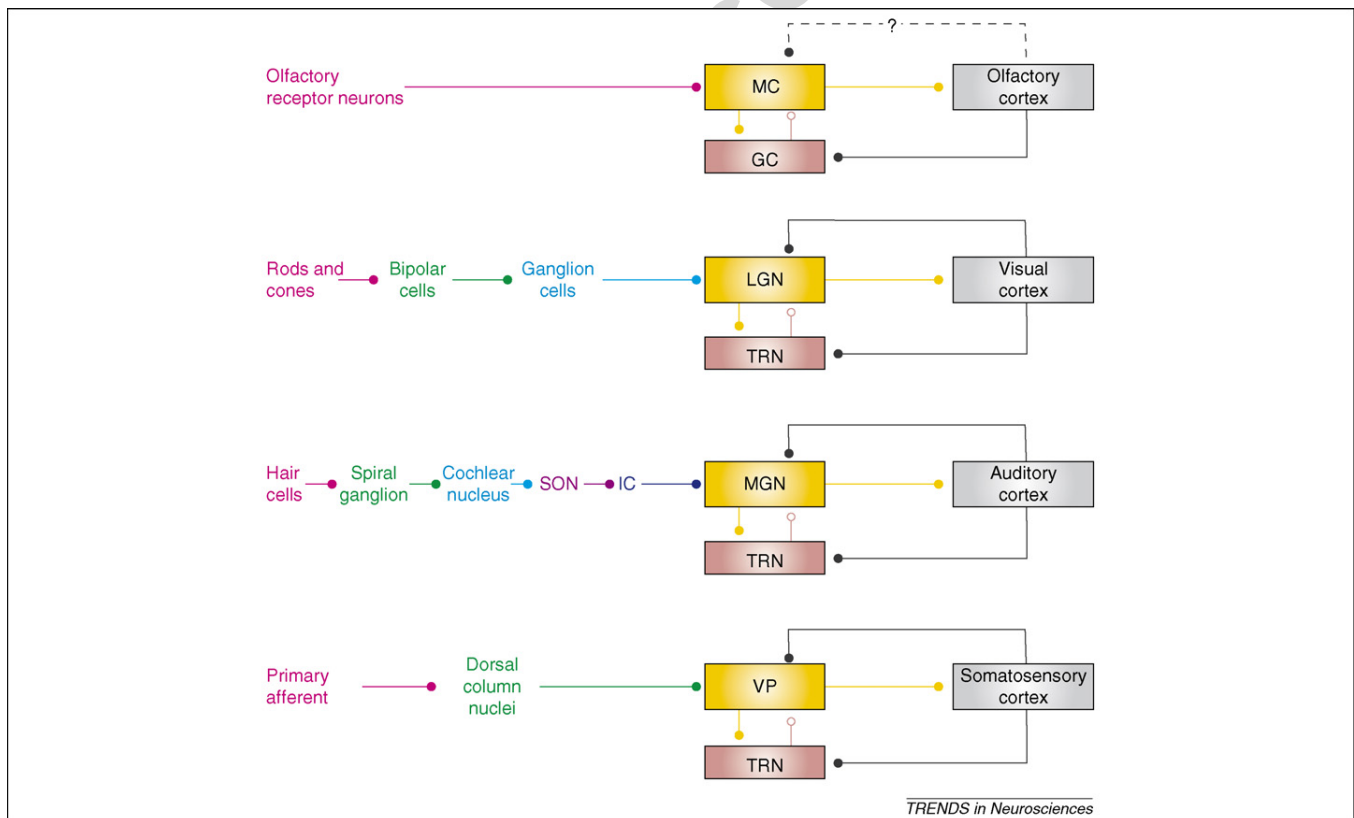 ?
Olfactory
receptor neurons
MC
Olfactory
cortex
GC
Rods and
cones
Bipolar
cells
Ganglion
cells
LGN
Visual
cortex
TRN
Hair
cells
Spiral
ganglion
Cochlear
nucleus
SON
IC
MGN
Auditory
cortex
TRN
Primary
afferent
Dorsal
column
nuclei
VP
Somatosensory
cortex
TRN
TRENDS in Neurosciences